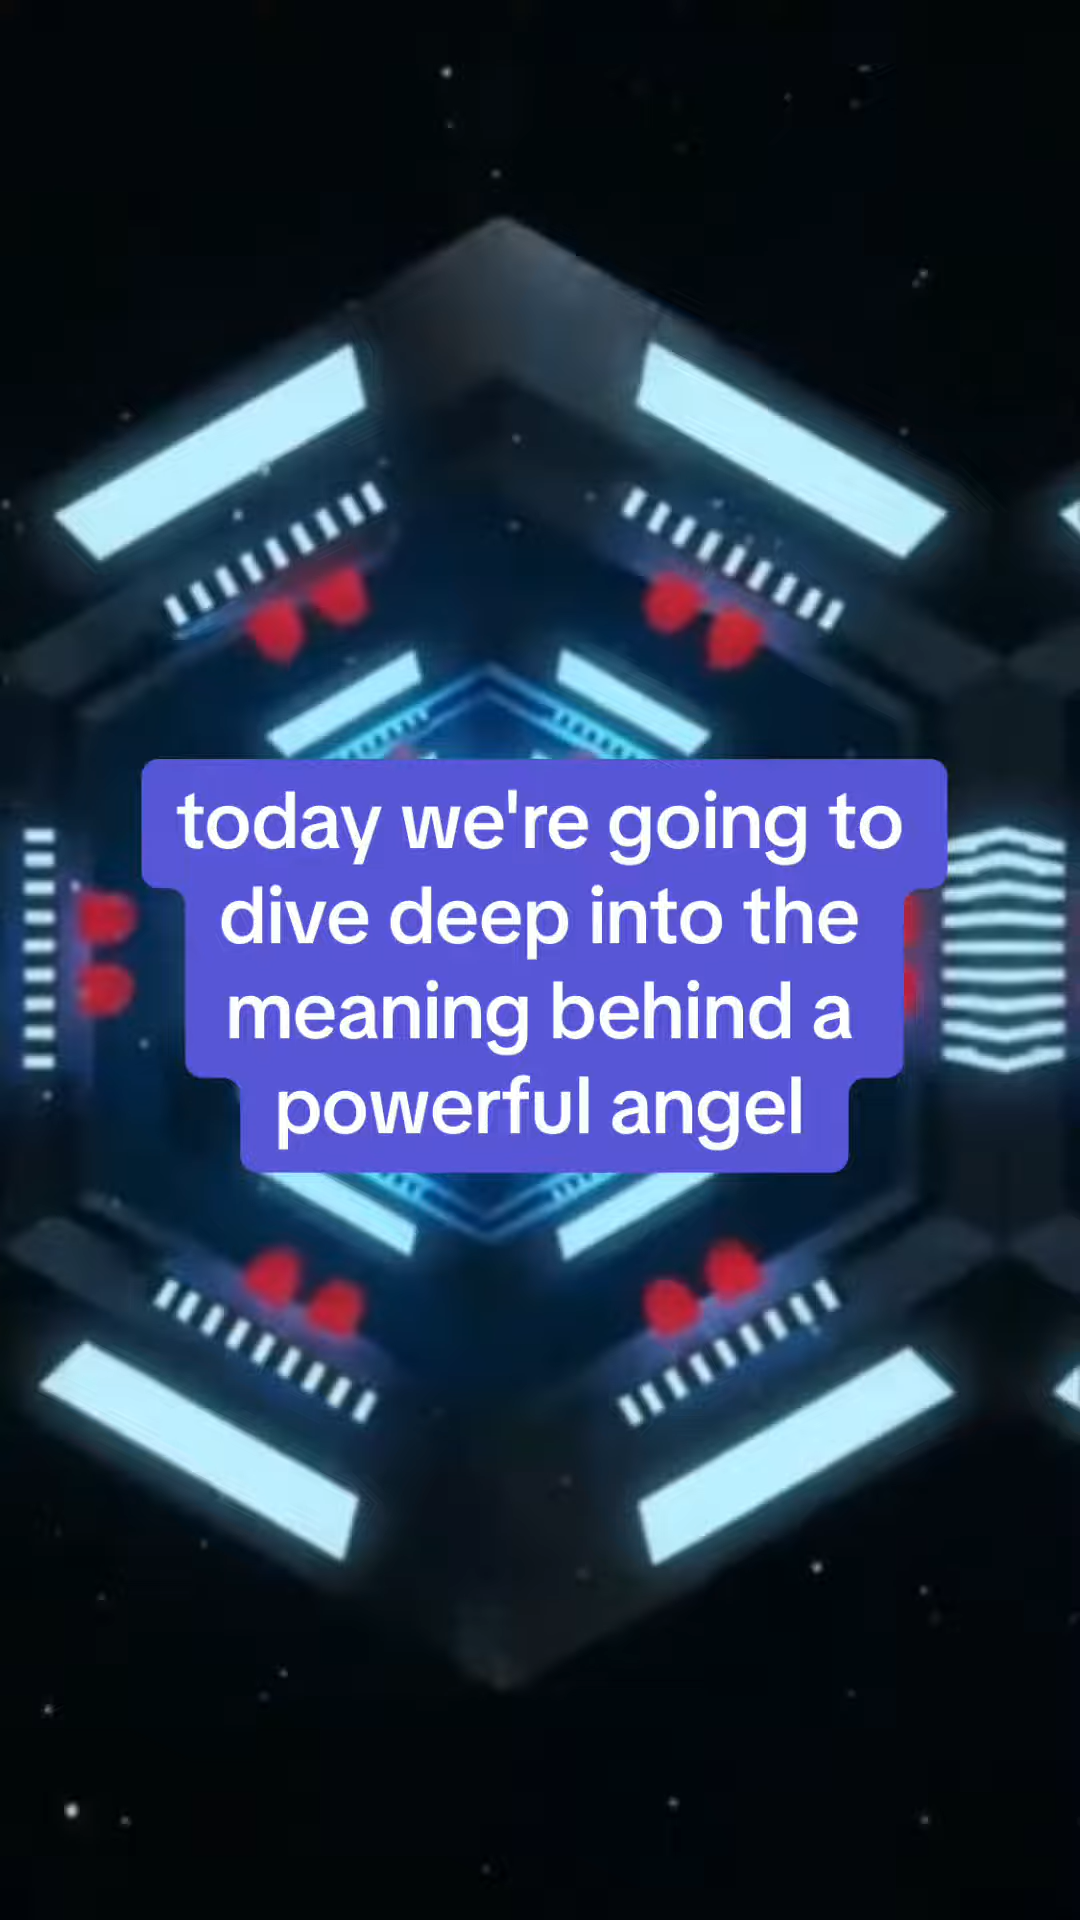 today we're going to
dive deep into the
meaning behind a
powerful angel